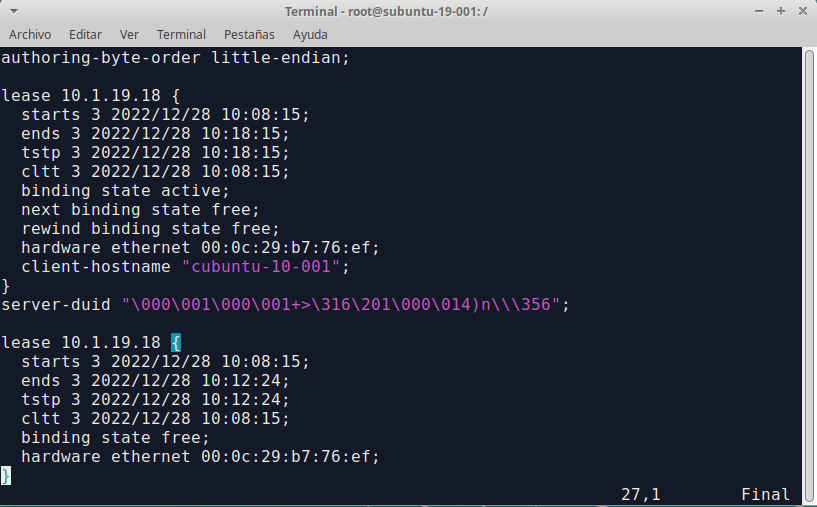 Terminal - root@subuntu-19-001: /
Archivo Editar Ver Terminal Pestañas Ayuda
authoring-byte-order little-endian;

lease 10.1.19.18 {
  starts 3 2022/12/28 10:08:15;
  ends 3 2022/12/28 10:18:15;
  tstp 3 2022/12/28 10:18:15;
  cltt 3 2022/12/28 10:08:15;
  binding state active;
  next binding state free;
  rewind binding state free;
  hardware ethernet 00:0c:29:b7:76:ef;
  client-hostname "cubuntu-10-001";
}
server-duid "\000\001\000\001+>\316\201\000\014)n\\\356";

lease 10.1.19.18 {
  starts 3 2022/12/28 10:08:15;
  ends 3 2022/12/28 10:12:24;
  tstp 3 2022/12/28 10:12:24;
  cltt 3 2022/12/28 10:08:15;
  binding state free;
  hardware ethernet 00:0c:29:b7:76:ef;
}
27,1 Final